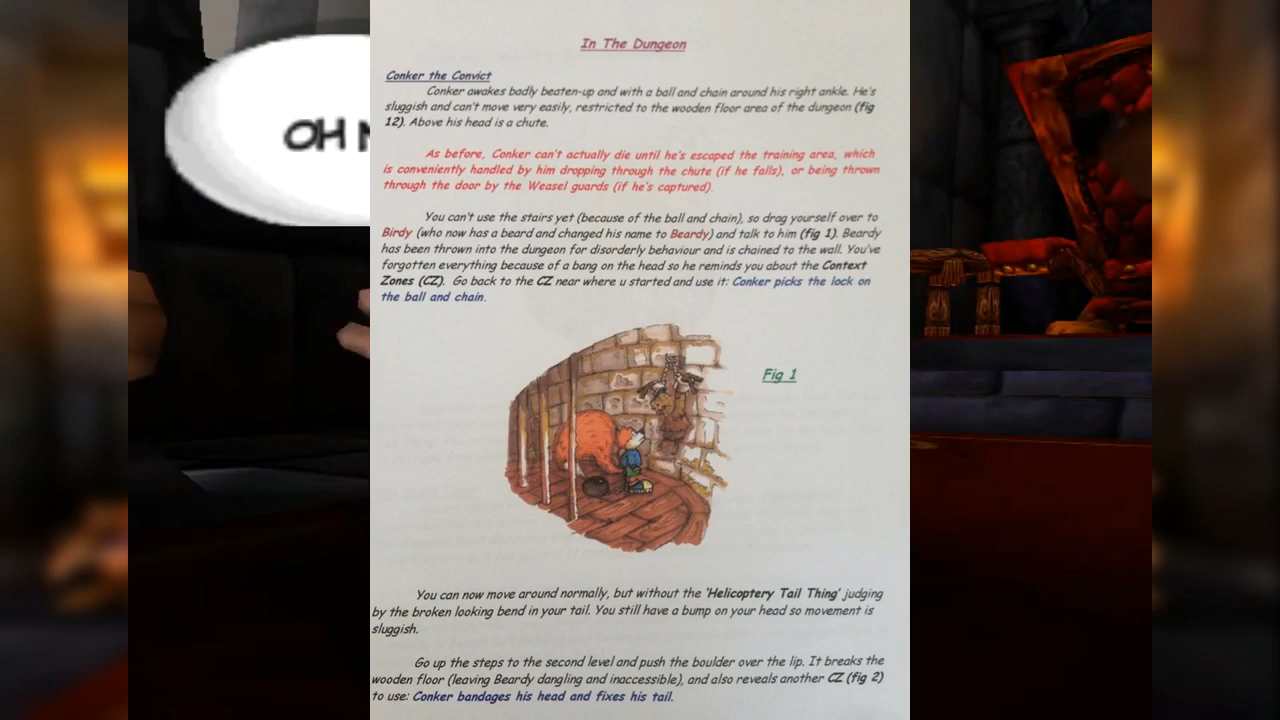 OH
In The Dungeon
Conker the Convict
Conker awakes badly beaten-up and with a ball and chain around his right ankle. He's
sluggish and can't move very easily, restricted to the wooden floor area of the dungeon (fig
12). Above his head is a chute.
As before, Conker can't actually die until he's escaped the training area, which
is conveniently handled by him dropping through the chute (if he falls), or being thrown
through the door by the Weasel guards (if he's captured).
You can't use the stairs yet (because of the ball and chain), so drag yourself over to
Birdy (who now has a beard and changed his name to Beardy) and talk to him (fig 1). Beardy
has been thrown into the dungeon for disorderly behaviour and is chained to the wall. You've
forgotten everything because of a bang on the head so he reminds you about the Context
Zones (CZ). Go back to the CZ near where u started and use it: Conker picks the lock on
the ball and chain.
Fig 1
You can now move around normally, but without the 'Helicoptery Tail Thing' judging
by the broken looking bend in your tail. You still have a bump on your head so movement is
sluggish.
Go up the steps to the second level and push the boulder over the lip. It breaks the
wooden floor (leaving Beardy dangling and inaccessible), and also reveals another CZ (fig 2)
to use: Conker bandages his head and fixes his tail.